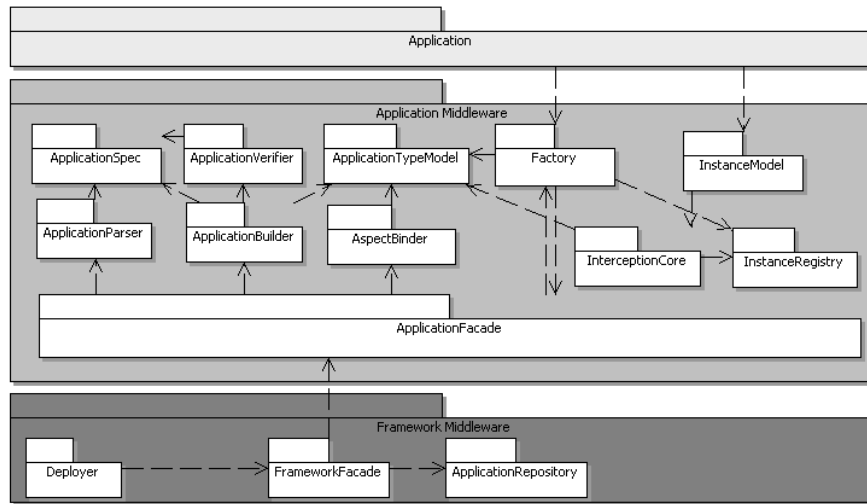 Application
Application Middleware
ApplicationSpec
ApplicationVerifier
ApplicationTypeModel
Factory
InstanceModel
ApplicationParser
ApplicationBuilder
AspectBinder
InterceptionCore
InstanceRegistry
ApplicationFacade
Framework Middleware
Deployer
FrameworkFacade
ApplicationRepository